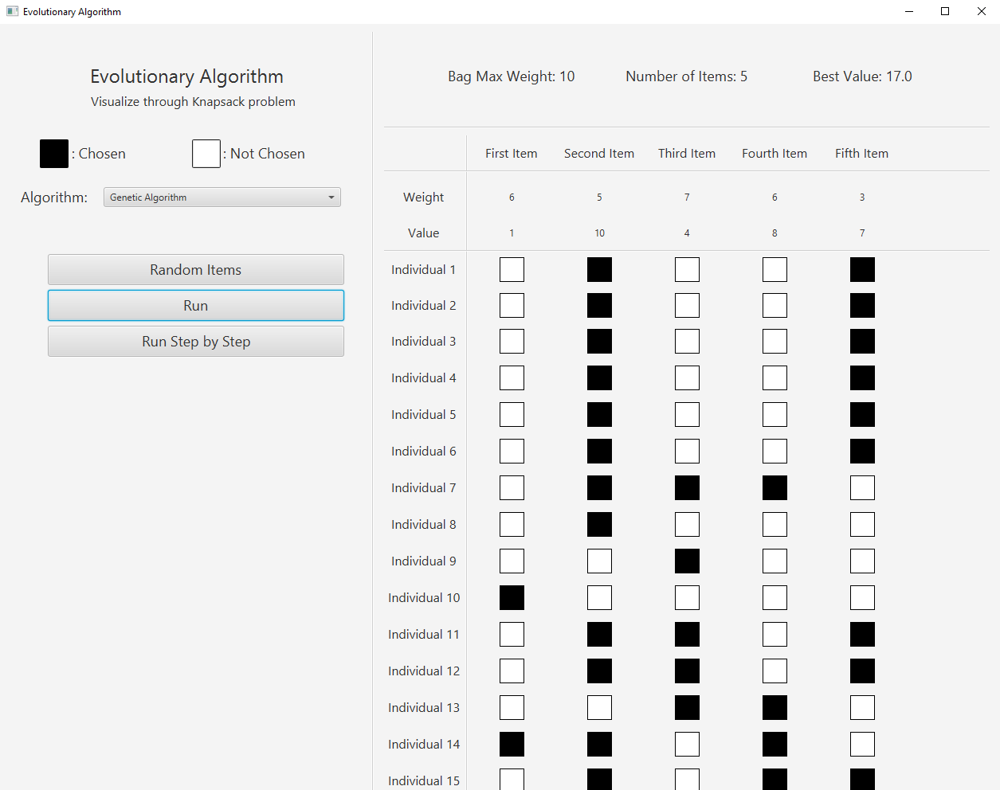 Evolutionary Algorithm
Evolutionary Algorithm
Visualize through Knapsack problem
: Chosen
: Not Chosen
Algorithm:
Genetic Algorithm
Random Items
Run
Run Step by Step
Bag Max Weight: 10 Number of Items: 5 Best Value: 17.0
First Item Second Item Third Item Fourth Item Fifth Item
Weight 6 5 7 6 3
Value 1 10 4 8 7
Individual 1
Individual 2
Individual 3
Individual 4
Individual 5
Individual 6
Individual 7
Individual 8
Individual 9
Individual 10
Individual 11
Individual 12
Individual 13
Individual 14
Individual 15